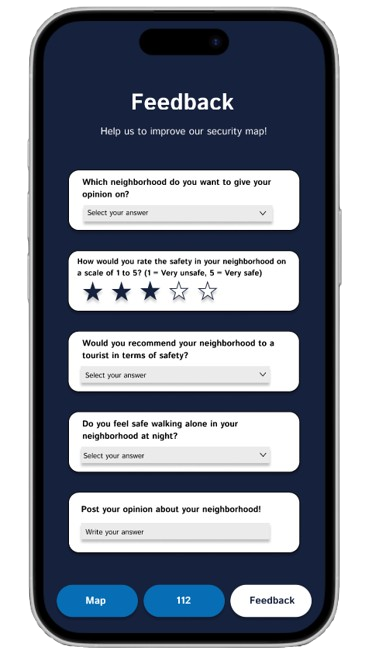 Feedback
Help us to improve our security map!
Which neighborhood do you want to give your
opinion on?
Select your answer
How would you rate the safety in your neighborhood on
a scale of 1 to 5? (1 = Very unsafe, 5 = Very safe)
Would you recommend your neighborhood to a
tourist in terms of safety?
Select your answer
Do you feel safe walking alone in your
neighborhood at night?
Select your answer
Post your opinion about your neighborhood!
Write your answer
Map 112 Feedback